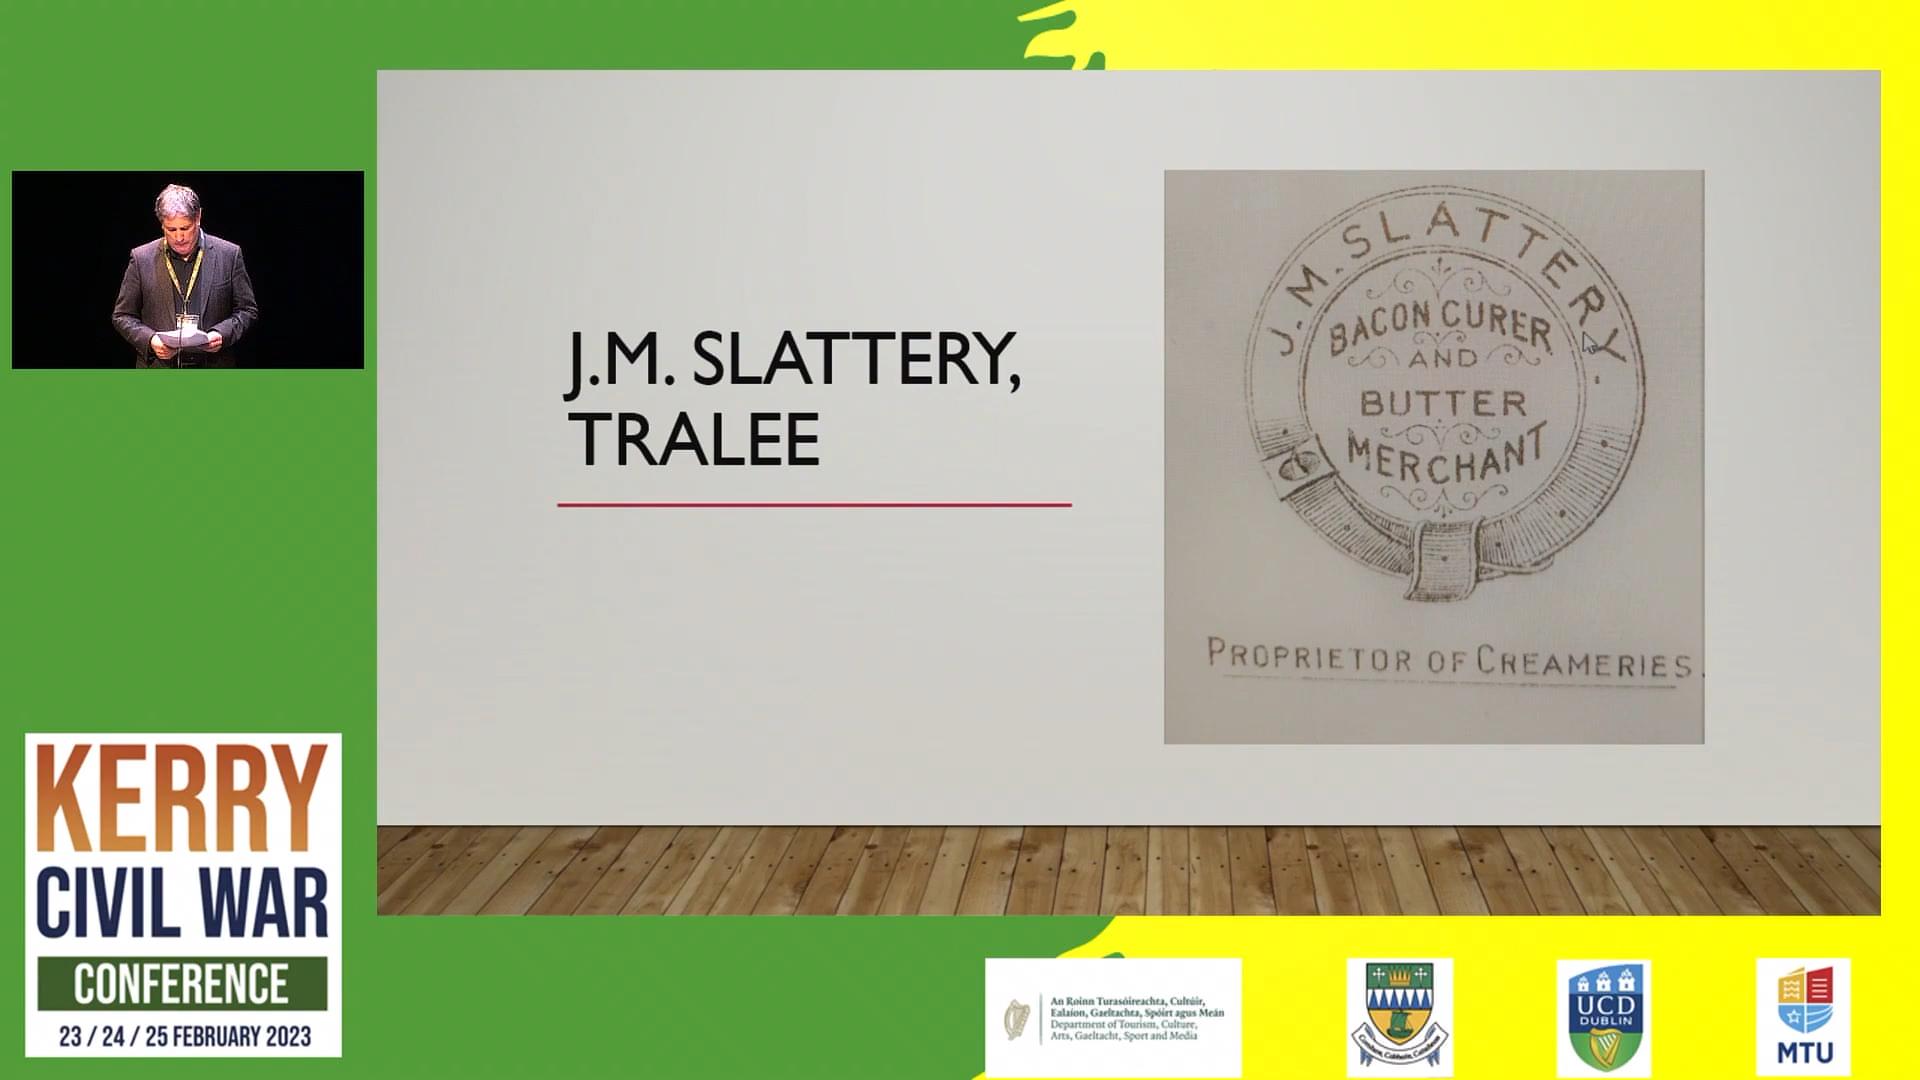 J.M. SLATTERY,
TRALEE
J. M. SLATTERY.
BACON CURER
AND
BUTTER
MERCHANT
PROPRIETOR OF CREAMERIES.
KERRY
CIVIL WAR
CONFERENCE
23 / 24 / 25 FEBRUARY 2023
An Roinn Turasóireachta, Cultúir,
Ealaíon, Gaeltachta, Spóirt agus Meán
Department of Tourism, Culture,
Arts, Gaeltacht, Sport and Media
UCD
DUBLIN
MTU